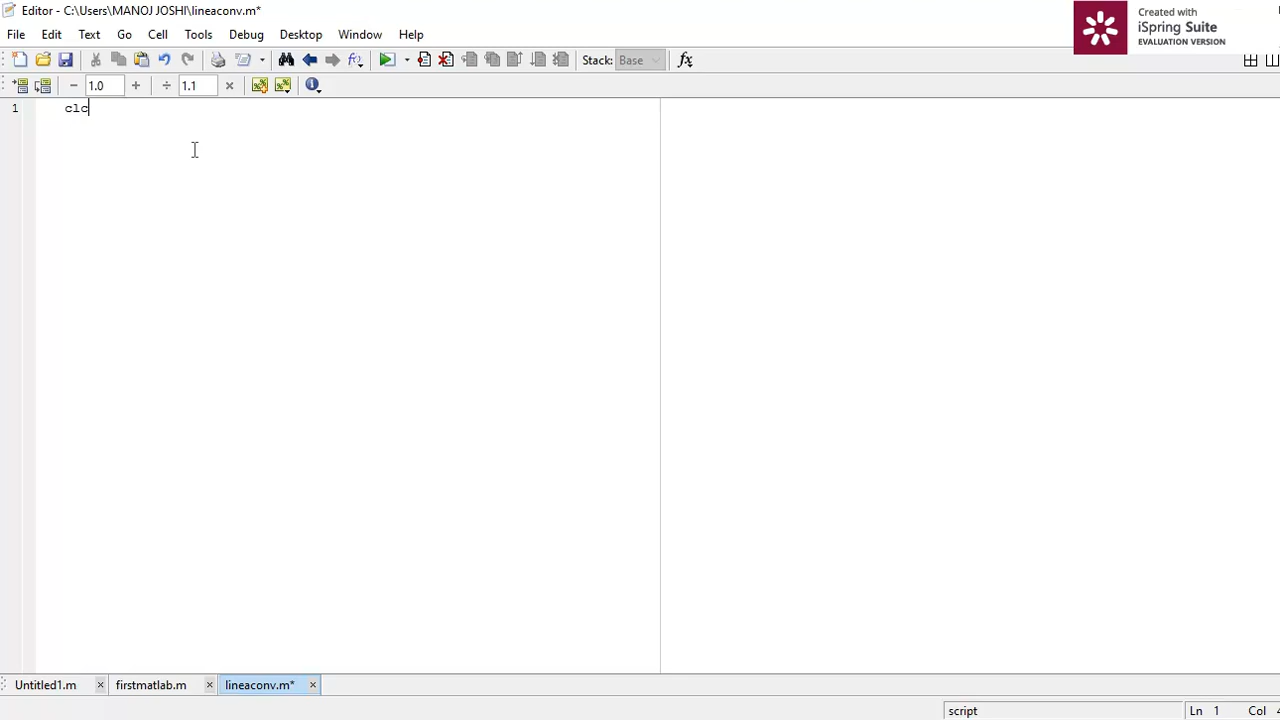 Editor - C:\Users\MANOJ JOSHI\lineaconv.m*
Created with
iSpring Suite
EVALUATION VERSION
File Edit Text Go Cell Tools Debug Desktop Window Help
Stack: Base fx
− 1.0 + ÷ 1.1 ×
1 clc
Untitled1.m × firstmatlab.m × lineaconv.m* ×
script Ln 1 Col 4